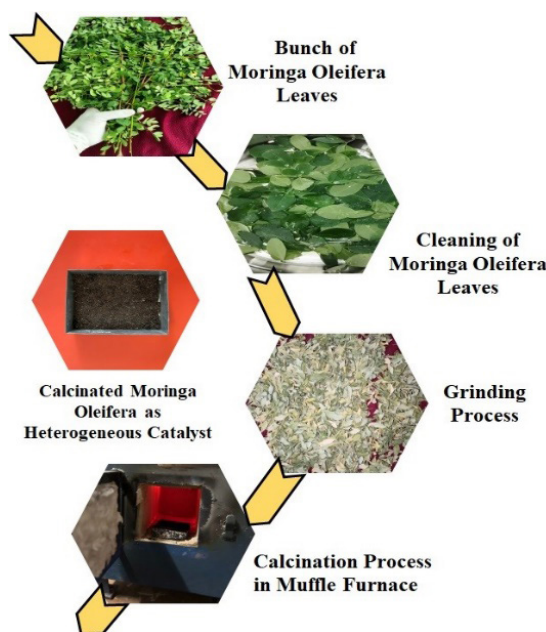 Bunch of
Moringa Oleifera
Leaves
Cleaning of
Moringa Oleifera
Leaves
Grinding
Process
Calcination Process
in Muffle Furnace
Calcinated Moringa
Oleifera as
Heterogeneous Catalyst